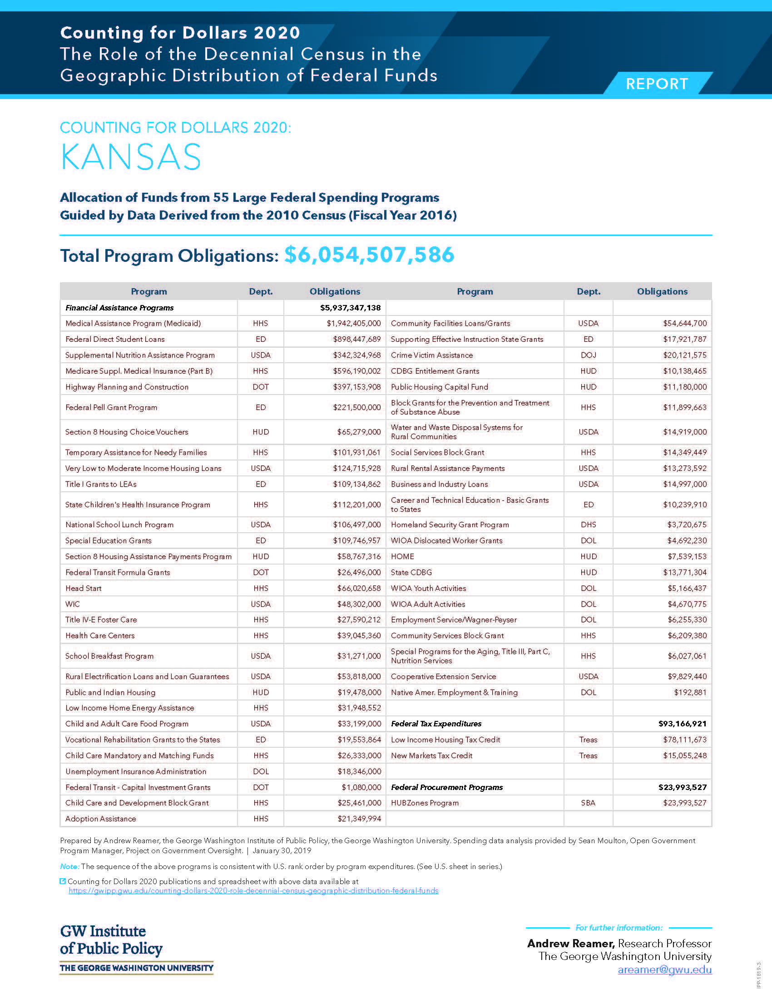 Counting for Dollars 2020
The Role of the Decennial Census in the
Geographic Distribution of Federal Funds
REPORT
COUNTING FOR DOLLARS 2020:
KANSAS
Allocation of Funds from 55 Large Federal Spending Programs
Guided by Data Derived from the 2010 Census (Fiscal Year 2016)
Total Program Obligations: $6,054,507,586
Program Dept. Obligations Program Dept. Obligations
Financial Assistance Programs $5,937,347,138
Medical Assistance Program (Medicaid) HHS $1,942,405,000 Community Facilities Loans/Grants USDA $54,644,700
Federal Direct Student Loans ED $898,447,689 Supporting Effective Instruction State Grants ED $17,921,787
Supplemental Nutrition Assistance Program USDA $342,324,968 Crime Victim Assistance DOJ $20,121,575
Medicare Suppl. Medical Insurance (Part B) HHS $596,190,002 CDBG Entitlement Grants HUD $10,138,465
Highway Planning and Construction DOT $397,153,908 Public Housing Capital Fund HUD $11,180,000
Federal Pell Grant Program ED $221,500,000 Block Grants for the Prevention and Treatment
of Substance Abuse HHS $11,899,663
Section 8 Housing Choice Vouchers HUD $65,279,000 Water and Waste Disposal Systems for
Rural Communities USDA $14,919,000
Temporary Assistance for Needy Families HHS $101,931,061 Social Services Block Grant HHS $14,349,449
Very Low to Moderate Income Housing Loans USDA $124,715,928 Rural Rental Assistance Payments USDA $13,273,592
Title I Grants to LEAs ED $109,134,862 Business and Industry Loans USDA $14,997,000
State Children's Health Insurance Program HHS $112,201,000 Career and Technical Education - Basic Grants
to States ED $10,239,910
National School Lunch Program USDA $106,497,000 Homeland Security Grant Program DHS $3,720,675
Special Education Grants ED $109,746,957 WIOA Dislocated Worker Grants DOL $4,692,230
Section 8 Housing Assistance Payments Program HUD $58,767,316 HOME HUD $7,539,153
Federal Transit Formula Grants DOT $26,496,000 State CDBG HUD $13,771,304
Head Start HHS $66,020,658 WIOA Youth Activities DOL $5,166,437
WIC USDA $48,302,000 WIOA Adult Activities DOL $4,670,775
Title IV-E Foster Care HHS $27,590,212 Employment Service/Wagner-Peyser DOL $6,255,330
Health Care Centers HHS $39,045,360 Community Services Block Grant HHS $6,209,380
School Breakfast Program USDA $31,271,000 Special Programs for the Aging, Title III, Part C,
Nutrition Services HHS $6,027,061
Rural Electrification Loans and Loan Guarantees USDA $53,818,000 Cooperative Extension Service USDA $9,829,440
Public and Indian Housing HUD $19,478,000 Native Amer. Employment & Training DOL $192,881
Low Income Home Energy Assistance HHS $31,948,552
Child and Adult Care Food Program USDA $33,199,000 Federal Tax Expenditures $93,166,921
Vocational Rehabilitation Grants to the States ED $19,553,864 Low Income Housing Tax Credit Treas $78,111,673
Child Care Mandatory and Matching Funds HHS $26,333,000 New Markets Tax Credit Treas $15,055,248
Unemployment Insurance Administration DOL $18,346,000
Federal Transit - Capital Investment Grants DOT $1,080,000 Federal Procurement Programs $23,993,527
Child Care and Development Block Grant HHS $25,461,000 HUBZones Program SBA $23,993,527
Adoption Assistance HHS $21,349,994
Prepared by Andrew Reamer, the George Washington Institute of Public Policy, the George Washington University. Spending data analysis provided by Sean Moulton, Open Government
Program Manager, Project on Government Oversight. | January 30, 2019
Note: The sequence of the above programs is consistent with U.S. rank order by program expenditures. (See U.S. sheet in series.)
Counting for Dollars 2020 publications and spreadsheet with above data available at
https://gwipp.gwu.edu/counting-dollars-2020-role-decennial-census-geographic-distribution-federal-funds
GW Institute
of Public Policy
THE GEORGE WASHINGTON UNIVERSITY
For further information:
Andrew Reamer, Research Professor
The George Washington University
areamer@gwu.edu
IPP-1819-3